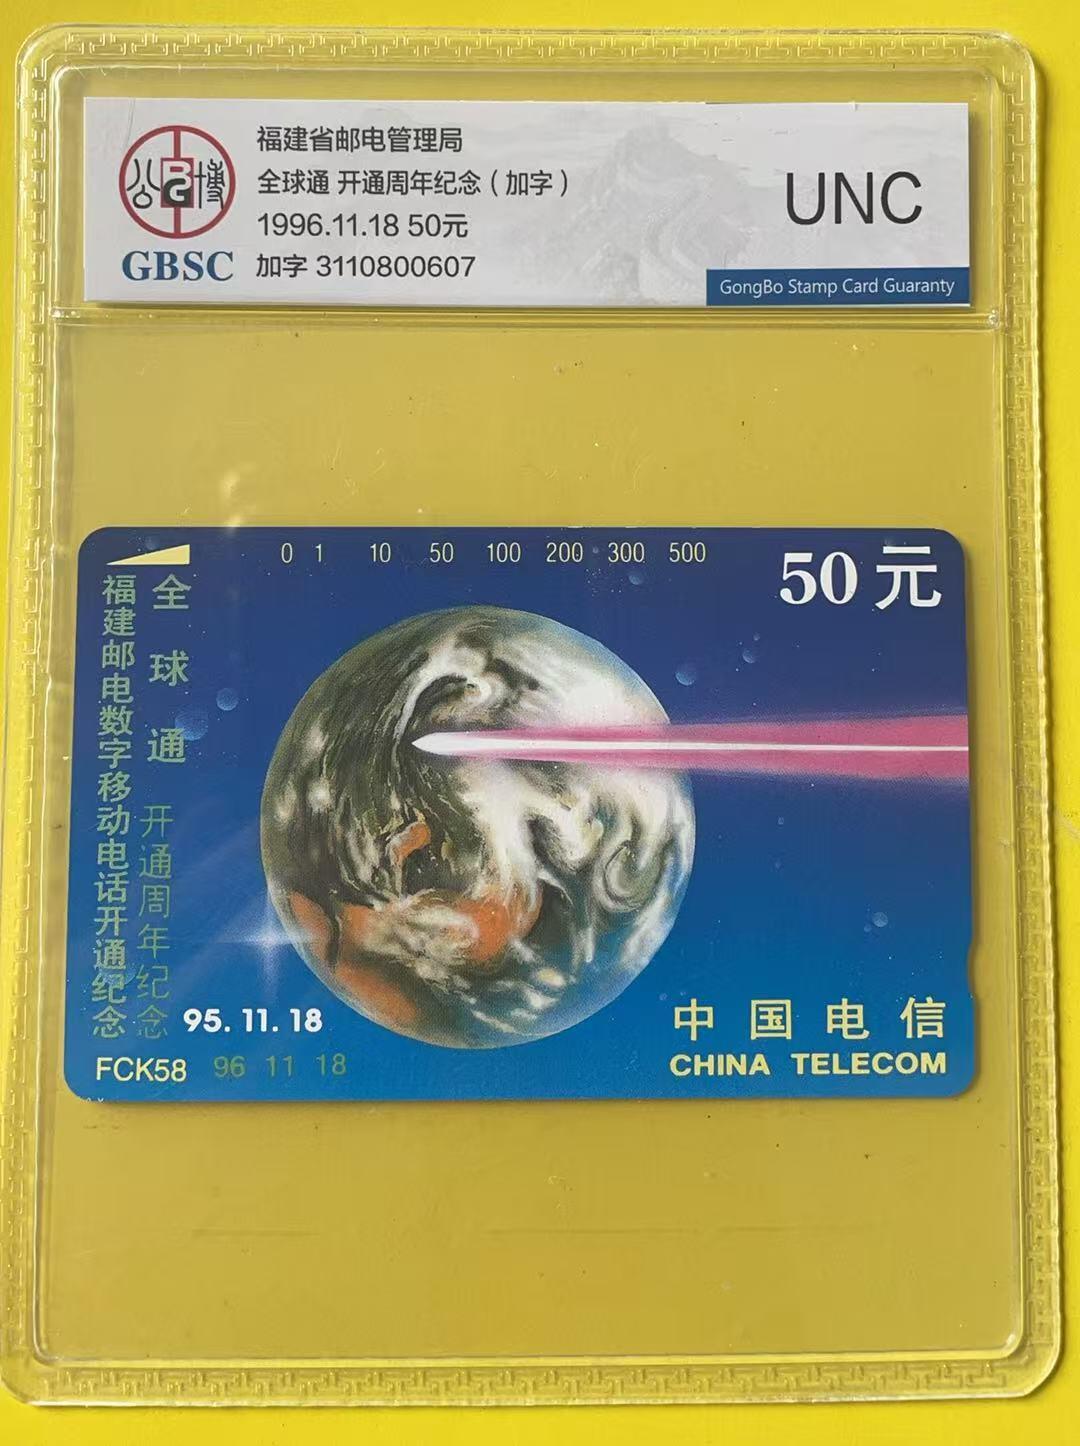 福建省邮电管理局
全球通 开通周年纪念（加字）
1996.11.18 50元
加字 3110800607
公博
BG
GBSC
UNC
GongBo Stamp Card Guaranty
0 1 10 50 100 200 300 500
50元
福建邮电数字移动电话开通纪念
全球通 开通周年纪念
95.11.18
FCK58 96 11 18
中国电信
CHINA TELECOM